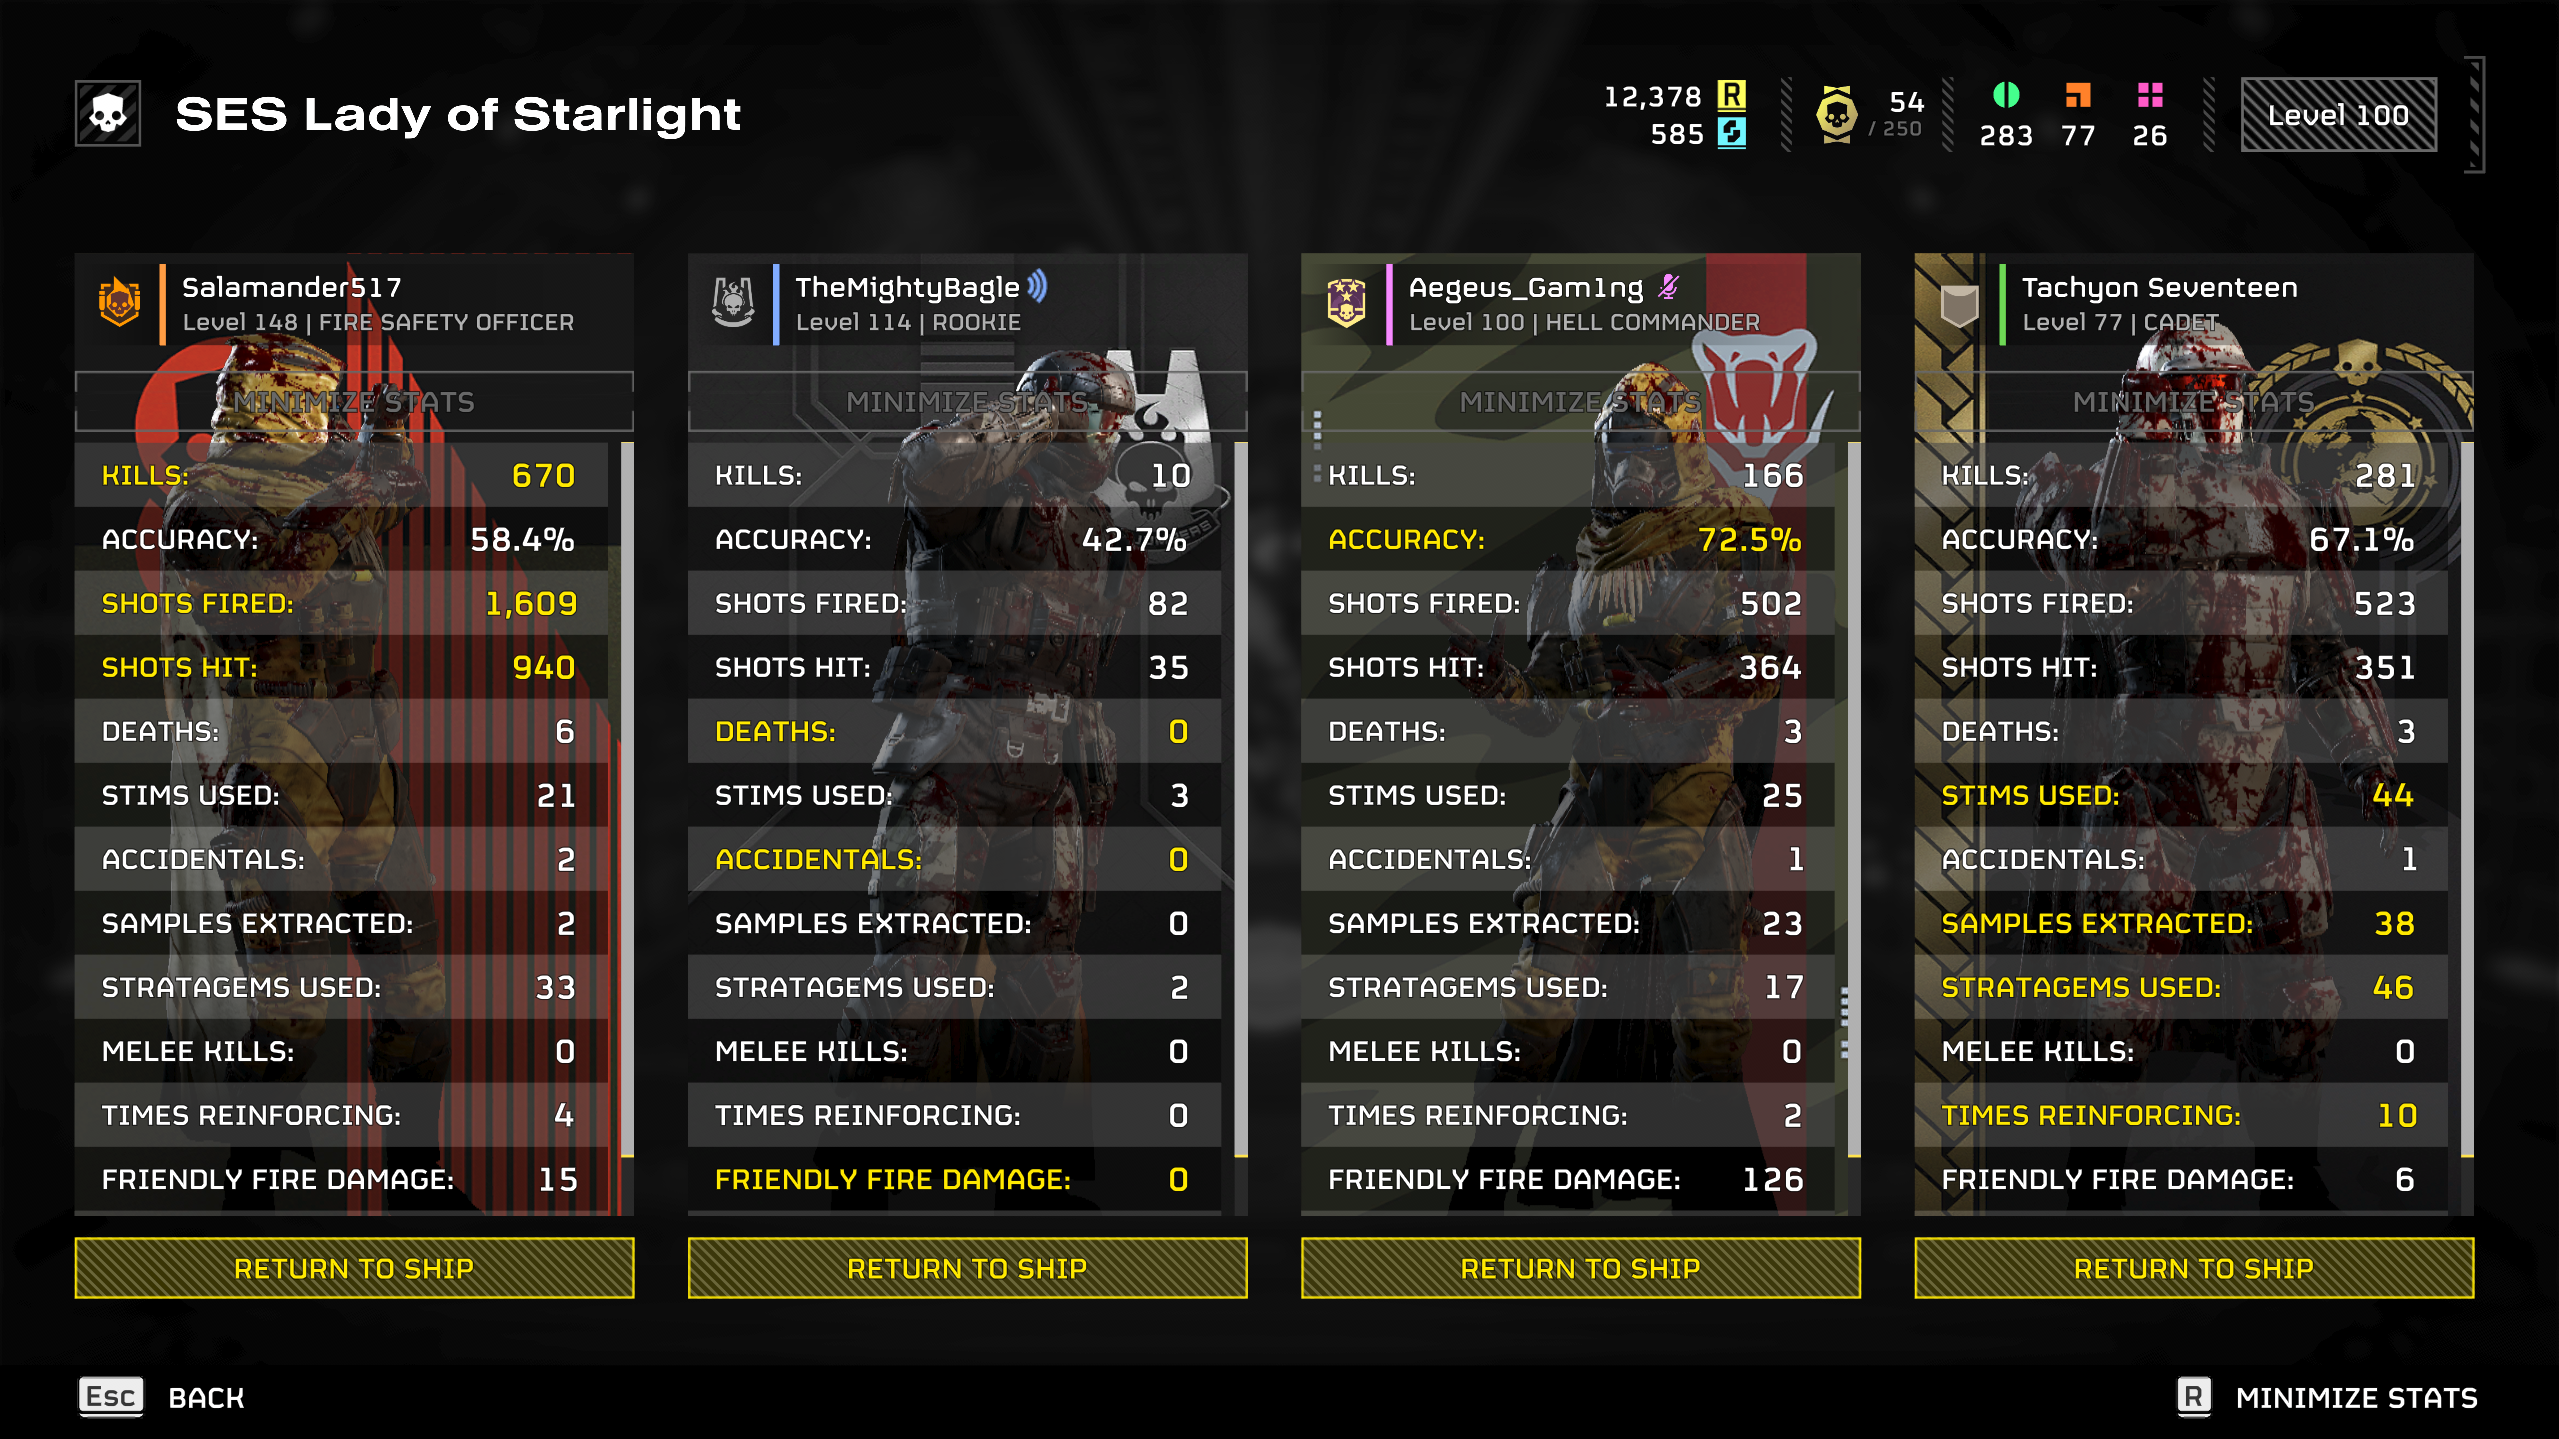 SES Lady of Starlight
12,378
585
54
/ 250
283 77 26
Level 100
Salamander517
Level 148 | FIRE SAFETY OFFICER
MINIMIZE STATS
KILLS: 670
ACCURACY: 58.4%
SHOTS FIRED: 1,609
SHOTS HIT: 940
DEATHS: 6
STIMS USED: 21
ACCIDENTALS: 2
SAMPLES EXTRACTED: 2
STRATAGEMS USED: 33
MELEE KILLS: 0
TIMES REINFORCING: 4
FRIENDLY FIRE DAMAGE: 15
RETURN TO SHIP
TheMightyBagle
Level 114 | ROOKIE
MINIMIZE STATS
KILLS: 10
ACCURACY: 42.7%
SHOTS FIRED: 82
SHOTS HIT: 35
DEATHS: 0
STIMS USED: 3
ACCIDENTALS: 0
SAMPLES EXTRACTED: 0
STRATAGEMS USED: 2
MELEE KILLS: 0
TIMES REINFORCING: 0
FRIENDLY FIRE DAMAGE: 0
RETURN TO SHIP
Aegeus_Gam1ng
Level 100 | HELL COMMANDER
MINIMIZE STATS
KILLS: 166
ACCURACY: 72.5%
SHOTS FIRED: 502
SHOTS HIT: 364
DEATHS: 3
STIMS USED: 25
ACCIDENTALS: 1
SAMPLES EXTRACTED: 23
STRATAGEMS USED: 17
MELEE KILLS: 0
TIMES REINFORCING: 2
FRIENDLY FIRE DAMAGE: 126
RETURN TO SHIP
Tachyon Seventeen
Level 77 | CADET
MINIMIZE STATS
KILLS: 281
ACCURACY: 67.1%
SHOTS FIRED: 523
SHOTS HIT: 351
DEATHS: 3
STIMS USED: 44
ACCIDENTALS: 1
SAMPLES EXTRACTED: 38
STRATAGEMS USED: 46
MELEE KILLS: 0
TIMES REINFORCING: 10
FRIENDLY FIRE DAMAGE: 6
RETURN TO SHIP
Esc BACK
R MINIMIZE STATS